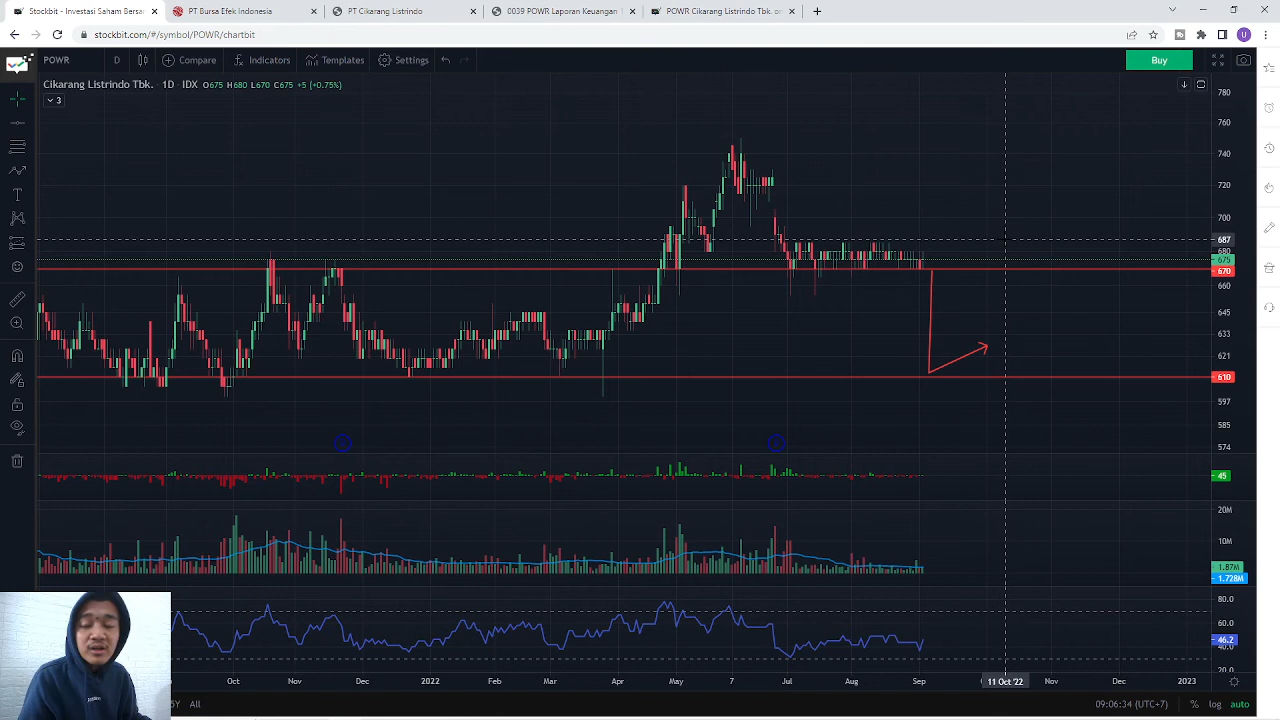 Stockbit - Investasi Saham Bersam
PT Bursa Efek Indonesia
PT Cikarang Listrindo
0039 POWR Laporan Keuangan
POWR Cikarang Listrindo Tbk. or
stockbit.com/#/symbol/POWR/chartbit
U
POWR
D
Compare
Indicators
Templates
Settings
Buy
Cikarang Listrindo Tbk. · 1D · IDX O675 H680 L670 C675 +5 (+0.75%)
3
780
760
740
720
700
687
680
675
670
660
645
633
621
610
597
585
574
45
20M
10M
1.87M
1.728M
80.0
60.0
46.2
40.0
20.0
Oct
Nov
Dec
2022
Feb
Mar
Apr
May
7
Jul
Aug
Sep
11 Oct '22
Nov
Dec
2023
5Y
All
09:06:34 (UTC+7)
%
log
auto